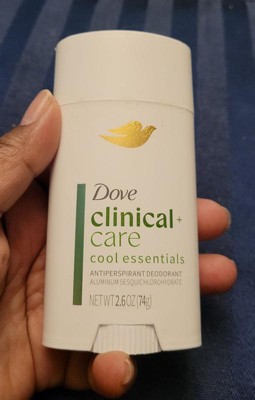 Dove
clinical+
care
cool essentials
ANTIPERSPIRANT DEODORANT
ALUMINUM SESQUICHLOROHYDRATE
NET WT 2.6 OZ (74g)